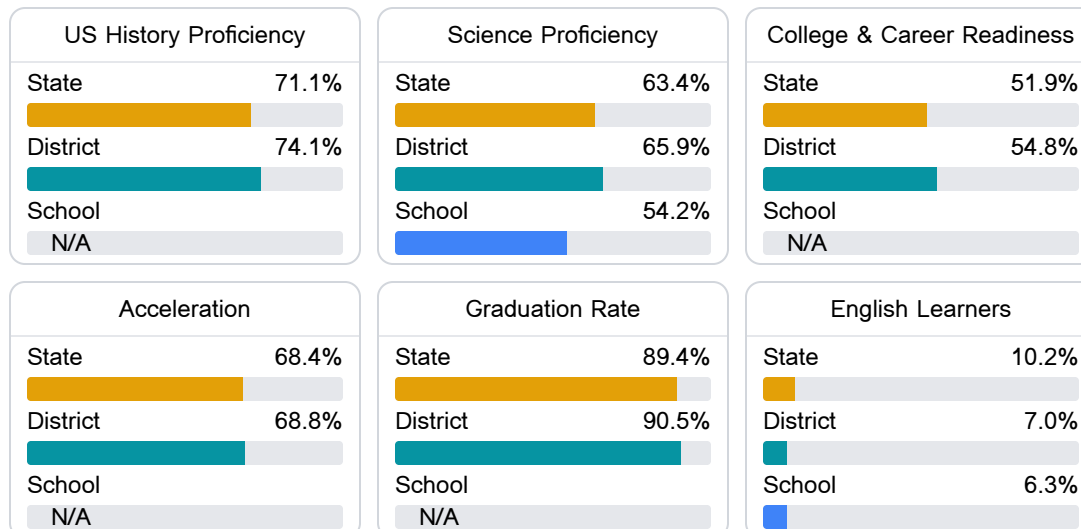 US History Proficiency
State 71.1%
District 74.1%
School
N/A
Science Proficiency
State 63.4%
District 65.9%
School 54.2%
College & Career Readiness
State 51.9%
District 54.8%
School
N/A
Acceleration
State 68.4%
District 68.8%
School
N/A
Graduation Rate
State 89.4%
District 90.5%
School
N/A
English Learners
State 10.2%
District 7.0%
School 6.3%